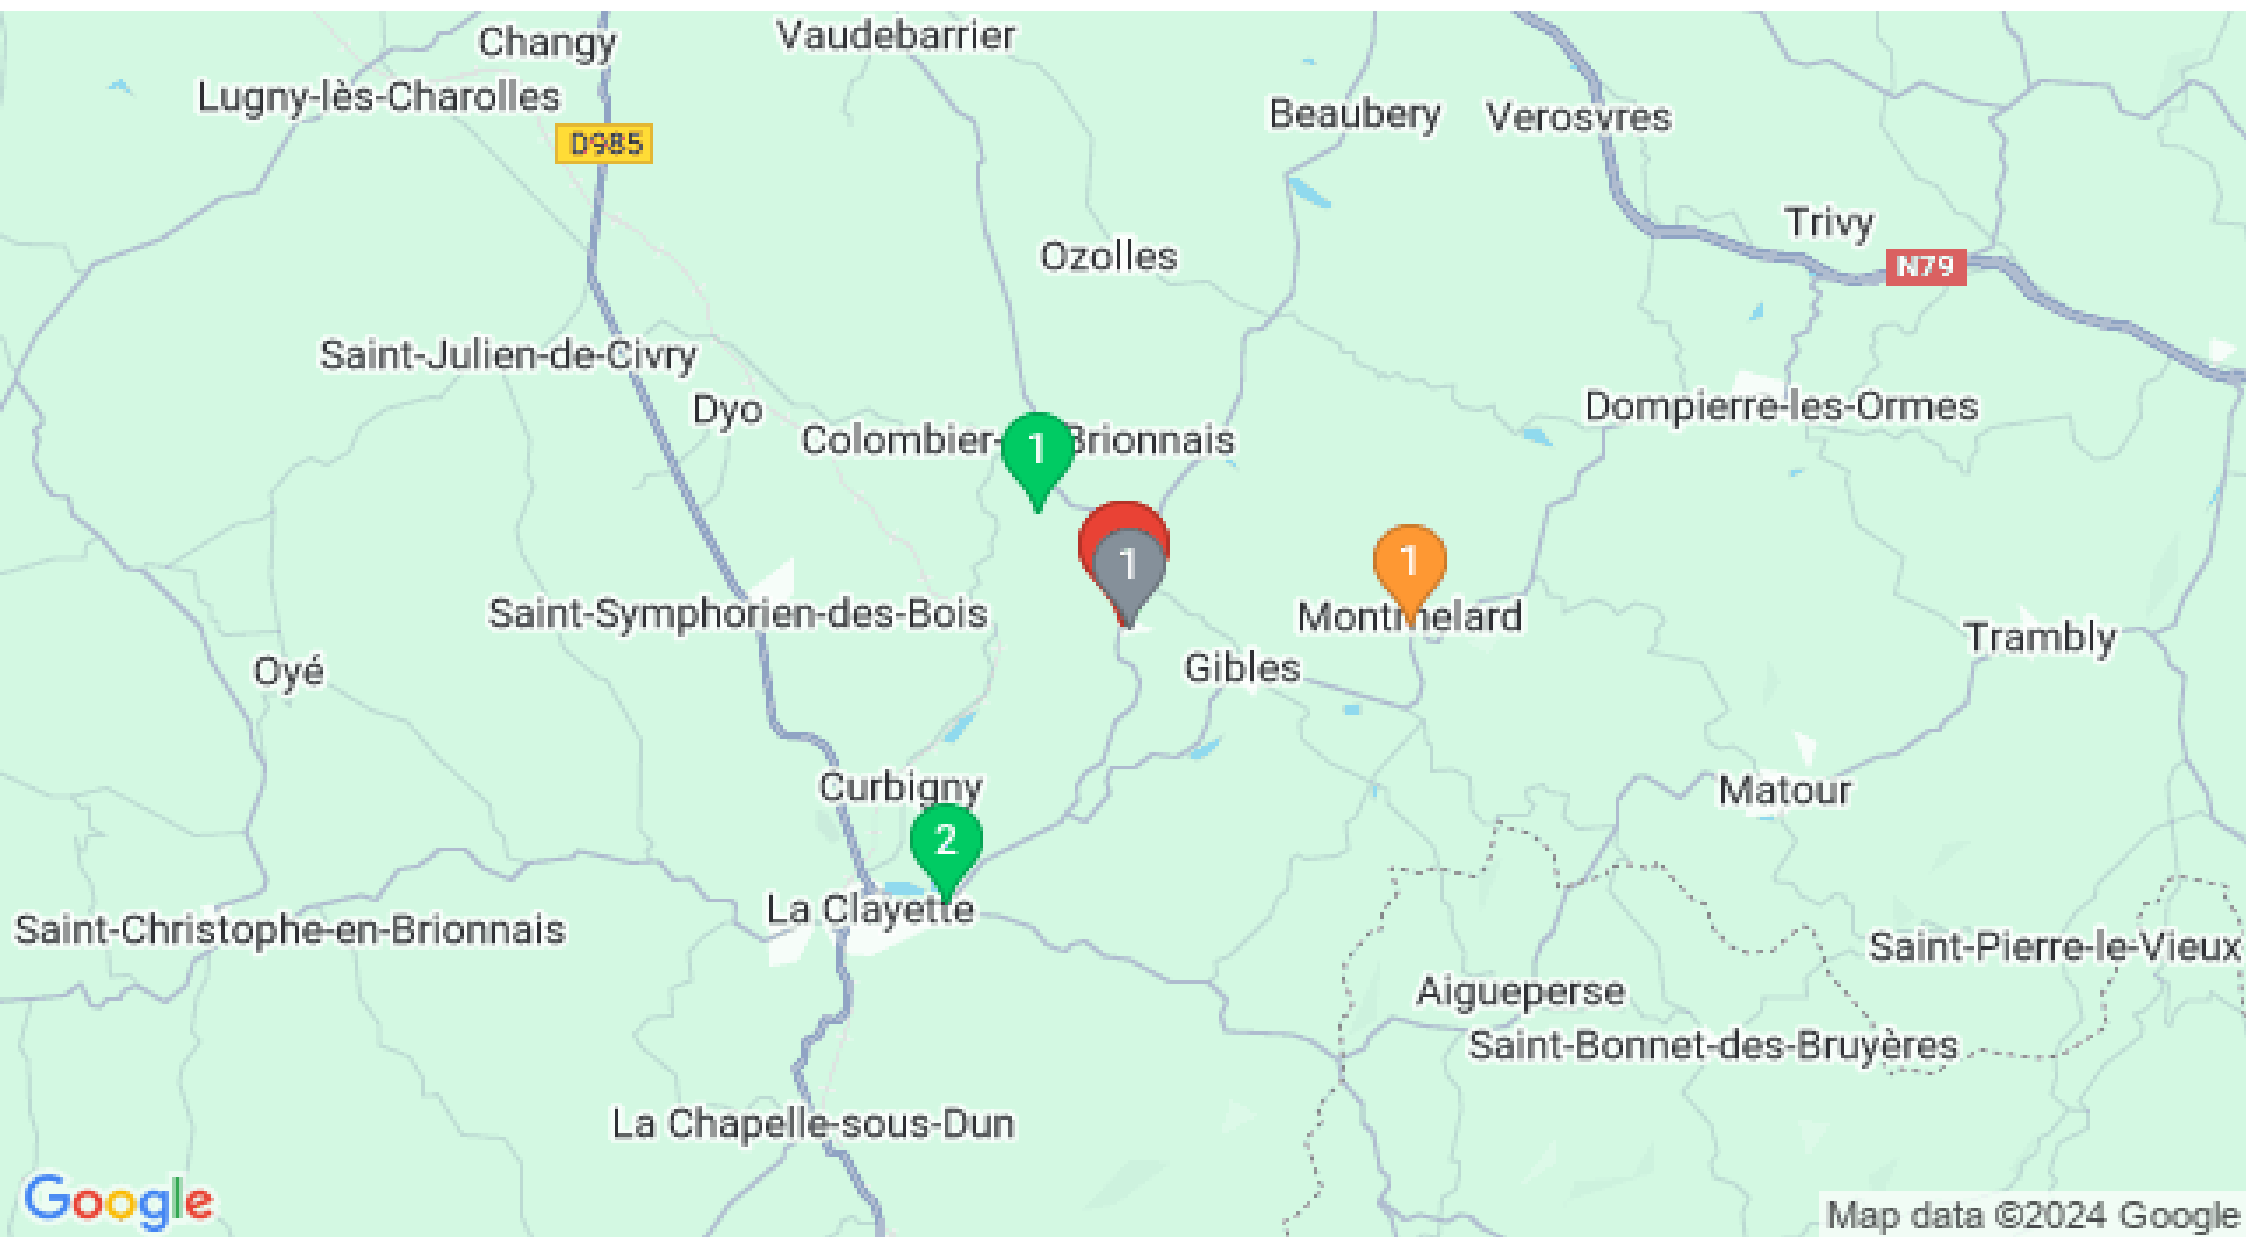 Changy
Vaudebarrier
Lugny-lès-Charolles
Beaubery
Verosvres
D985
Trivy
Ozolles
N79
Saint-Julien-de-Civry
Dyo
Dompierre-les-Ormes
Colombier- Brionnais
1
1
1
Saint-Symphorien-des-Bois
Montmelard
Trambly
Oyé
Gibles
Curbigny
Matour
2
La Clayette
Saint-Christophe-en-Brionnais
Saint-Pierre-le-Vieux
Aigueperse
Saint-Bonnet-des-Bruyères
La Chapelle-sous-Dun
Google
Map data ©2024 Google